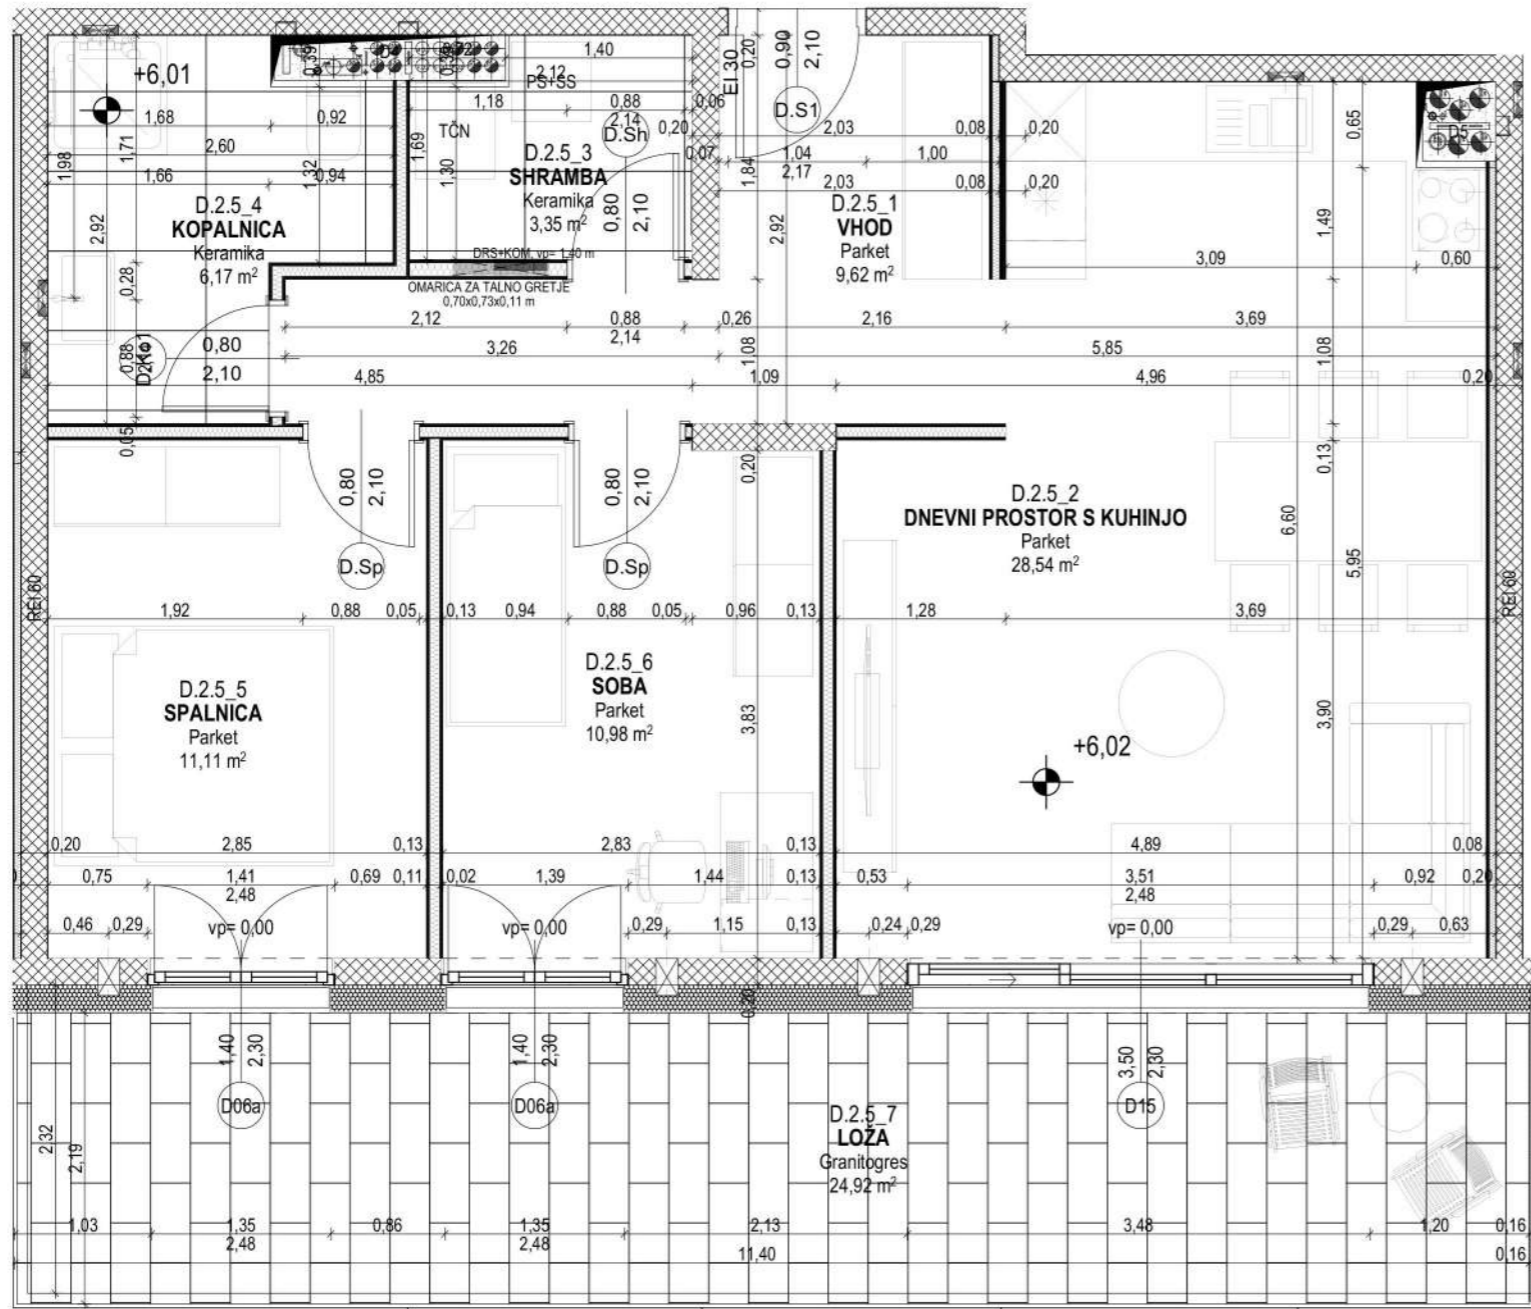 +6,01
0,39
0,72
1,40
2,12
PS+SS
1,68
0,92
1,18
0,88
2,14
0,06
D.Sh
0,20
TČN
1,98
1,71
2,60
1,32
1,69
1,30
1,66
0,94
0,07
D.2.5_3
SHRAMBA
Keramika
3,35 m²
0,80
2,10
DRS+KOM, vp= 1,40 m
OMARICA ZA TALNO GRETJE
0,70x0,73x0,11 m
D.2.5_4
KOPALNICA
Keramika
6,17 m²
2,92
0,28
0,88
0,80
2,10
0,05
EI 30
0,20
0,90
2,10
D.S1
2,03
0,08
0,20
1,04
2,17
1,00
1,84
2,03
0,08
0,20
2,92
D.2.5_1
VHOD
Parket
9,62 m²
0,65
D5
1,49
3,09
0,60
2,12
0,88
2,14
0,26
2,16
3,69
3,26
1,08
5,85
1,08
4,85
1,09
4,96
0,20
0,80
2,10
D.Sp
0,80
2,10
D.Sp
0,20
0,13
D.2.5_2
DNEVNI PROSTOR S KUHINJO
Parket
28,54 m²
6,60
5,95
REI 60
REI 60
1,92
0,88
0,05
0,13
0,94
0,88
0,05
0,96
0,13
1,28
3,69
D.2.5_5
SPALNICA
Parket
11,11 m²
D.2.5_6
SOBA
Parket
10,98 m²
3,83
3,90
+6,02
0,20
2,85
0,13
2,83
0,13
4,89
0,08
0,75
1,41
2,48
0,69
0,11
0,02
1,39
1,44
0,13
0,53
3,51
2,48
0,92
0,20
0,46
0,29
vp= 0,00
vp= 0,00
0,29
1,15
0,13
0,24
0,29
vp= 0,00
0,29
0,63
0,20
1,40
2,30
D06a
1,40
2,30
D06a
3,50
2,30
D15
2,32
2,19
D.2.5_7
LOŽA
Granitogres
24,92 m²
1,03
1,35
2,48
0,86
1,35
2,48
2,13
3,48
1,20
0,16
11,40
0,16